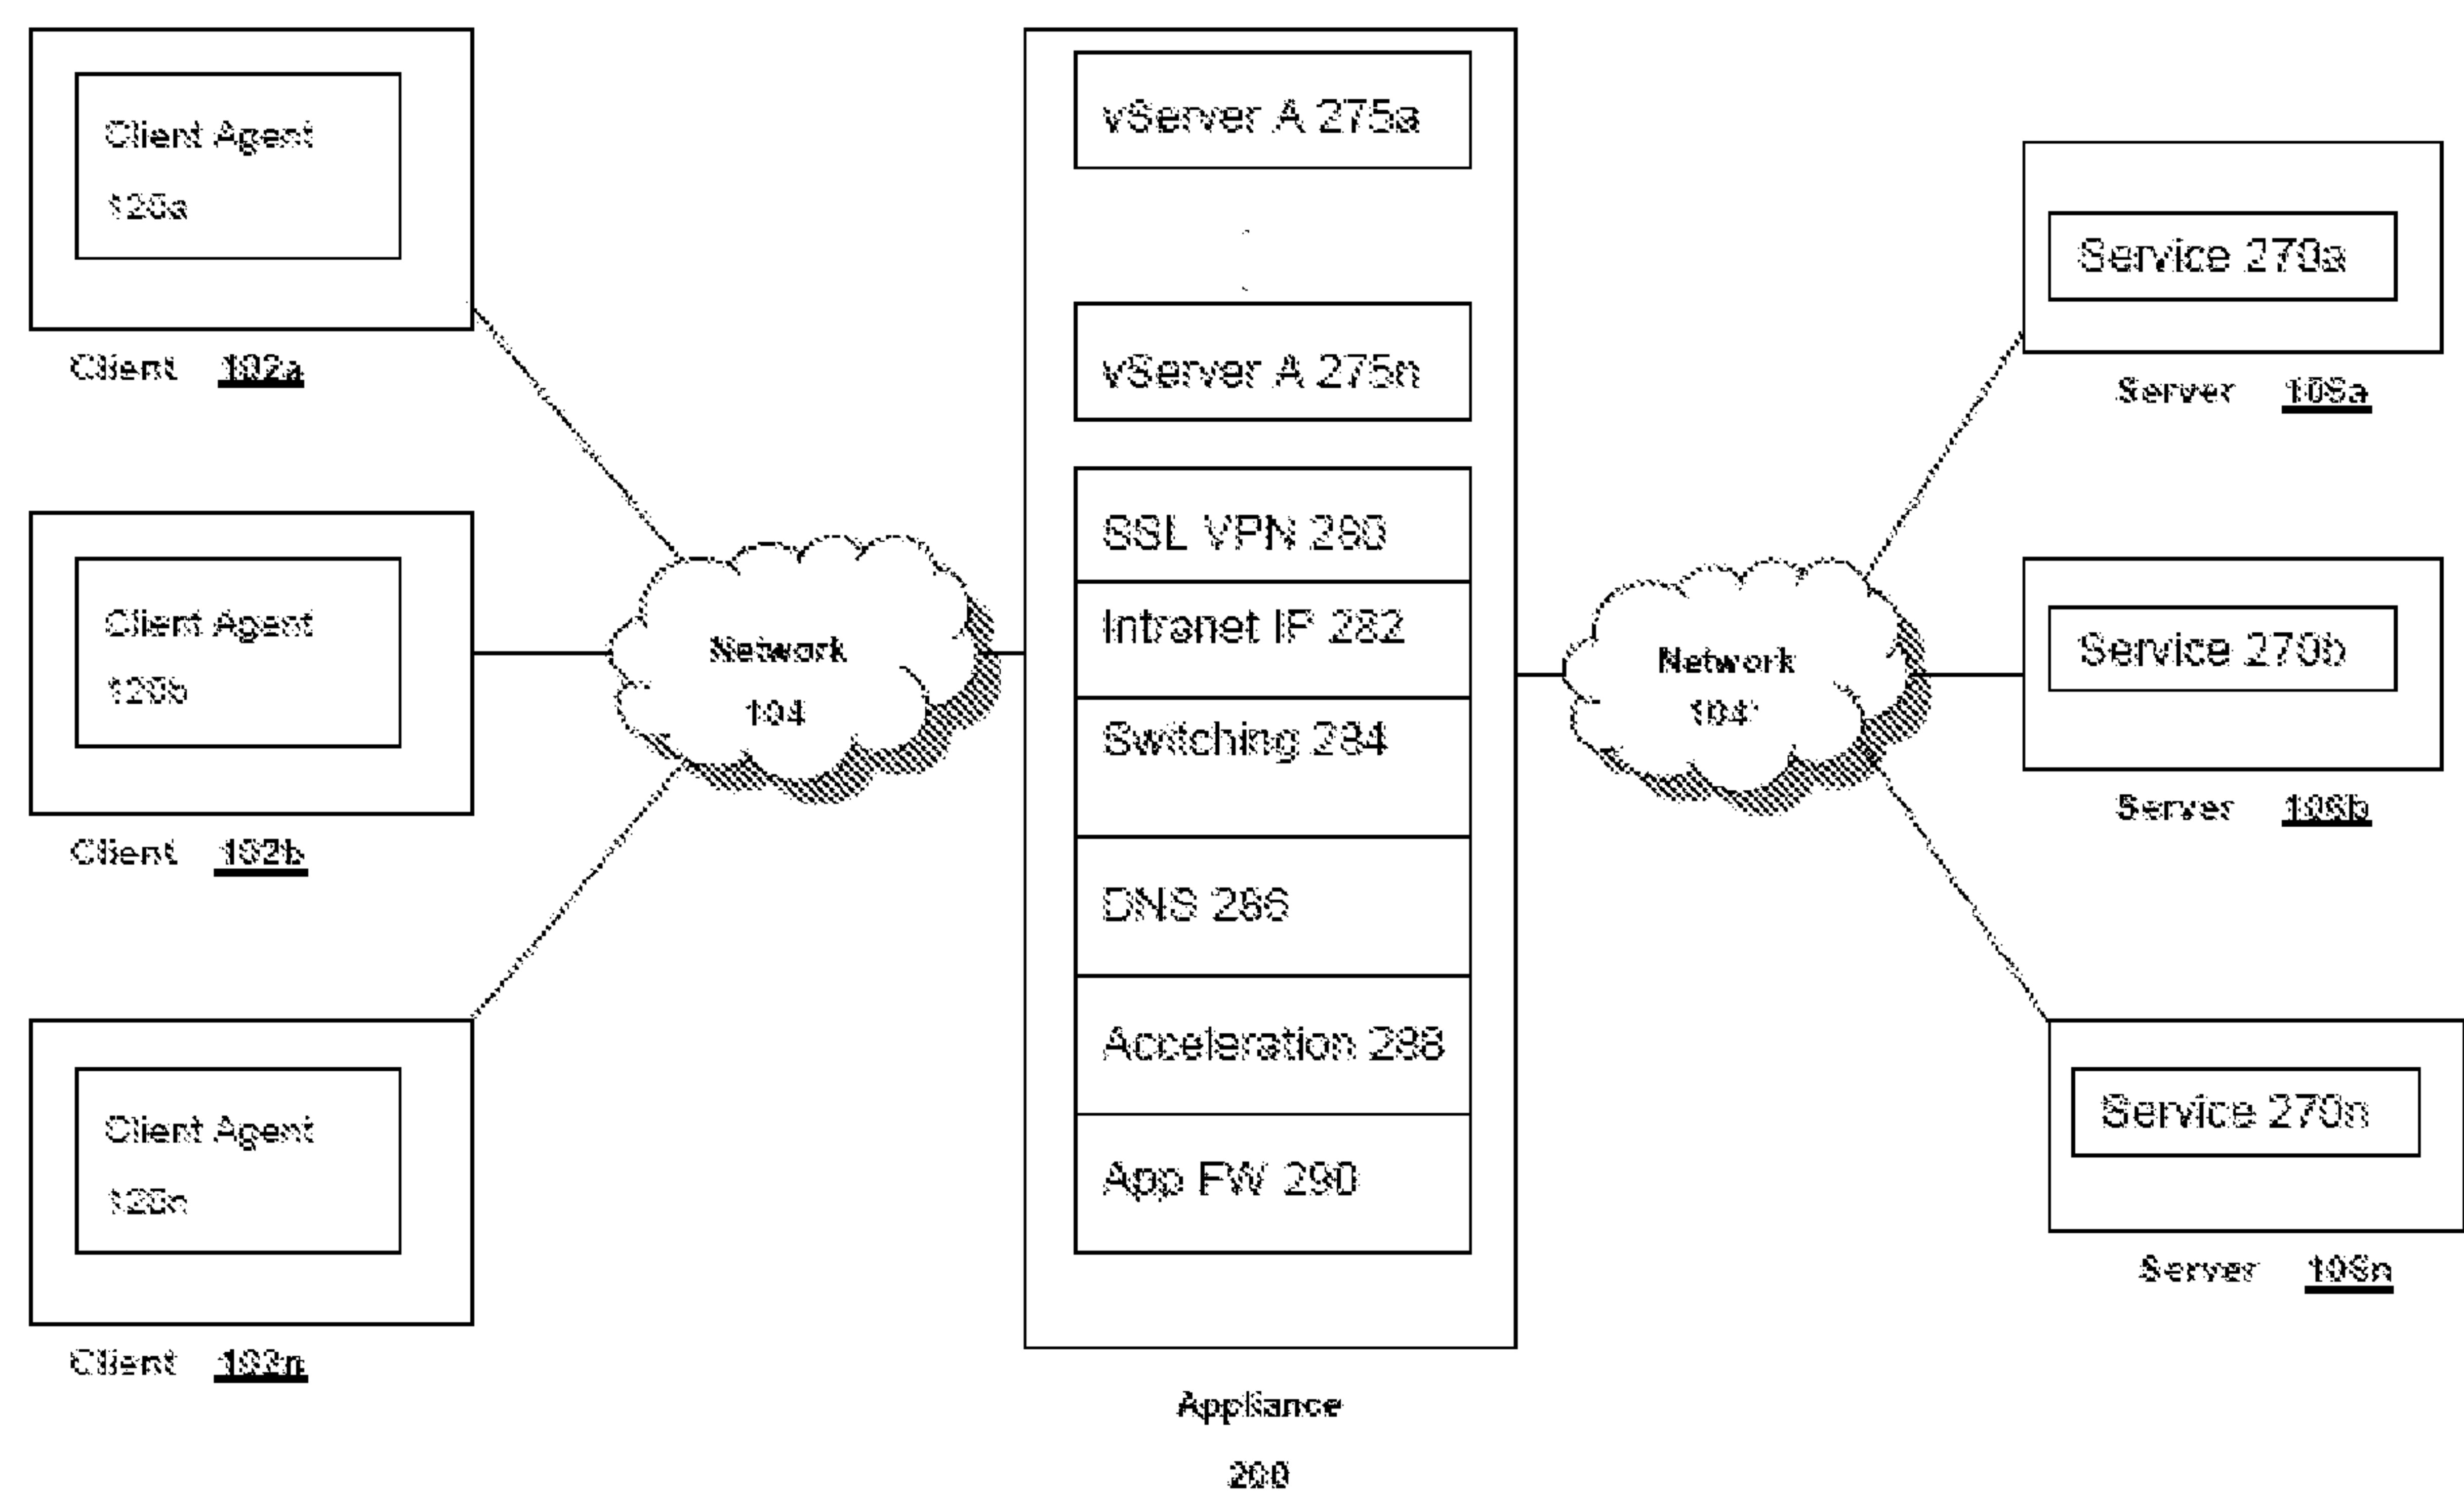 Client Agent
120a
Client 102a
Client Agent
120b
Client 102b
Client Agent
120n
Client 102n
Network
104
vServer A 275a
vServer A 275n
SSL VPN 280
Intranet IP 282
Switching 284
DNS 286
Acceleration 288
App FW 290
Appliance
200
Network
104'
Service 270a
Server 106a
Service 270b
Server 106b
Service 270n
Server 106n